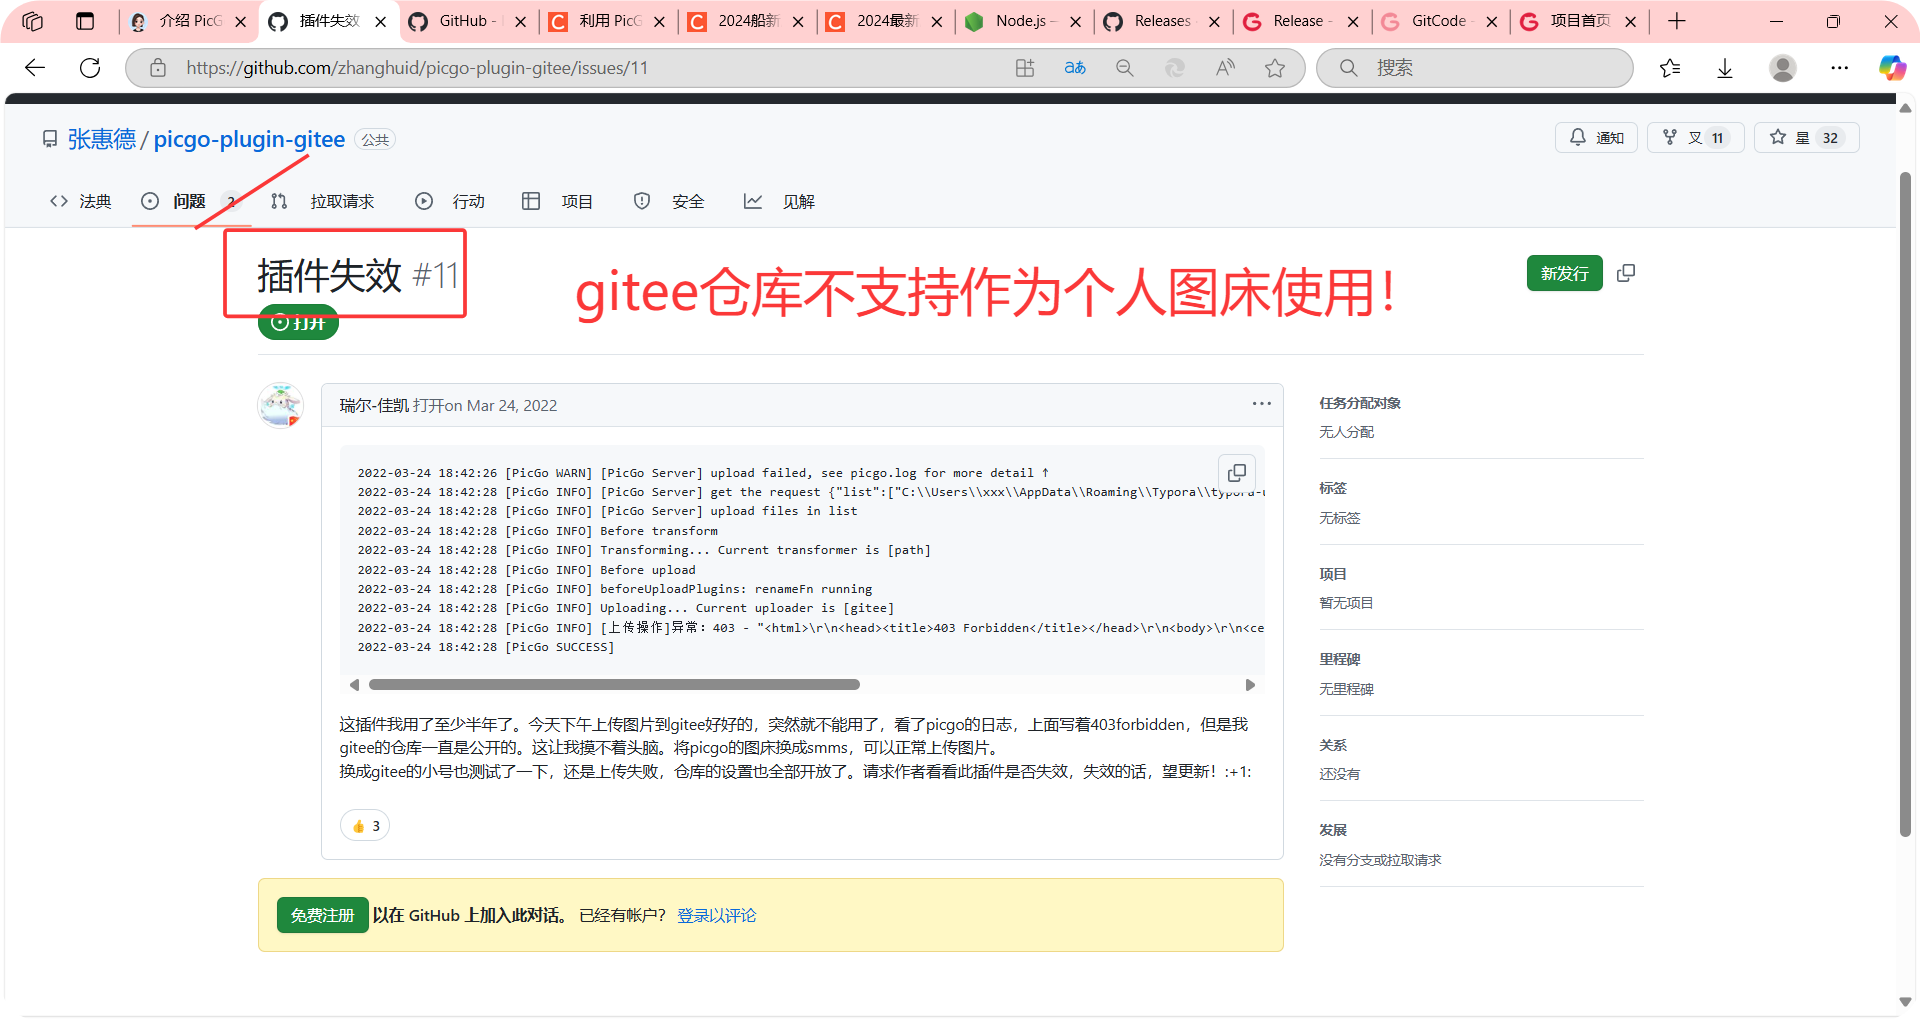 介绍 PicG
插件失效
GitHub -
利用 PicG
2024船新
2024最新
Node.js —
Releases
Release -
GitCode -
项目首页
https://github.com/zhanghuid/picgo-plugin-gitee/issues/11
aあ
搜索
张惠德 / picgo-plugin-gitee 公共
通知
叉 11
星 32
法典
问题 2
拉取请求
行动
项目
安全
见解
插件失效 #11
gitee仓库不支持作为个人图床使用！
新发行
打开
瑞尔-佳凯 打开on Mar 24, 2022
2022-03-24 18:42:26 [PicGo WARN] [PicGo Server] upload failed, see picgo.log for more detail ↑
2022-03-24 18:42:28 [PicGo INFO] [PicGo Server] get the request {"list":["C:\\Users\\xxx\\AppData\\Roaming\\Typora\\typora-u
2022-03-24 18:42:28 [PicGo INFO] [PicGo Server] upload files in list
2022-03-24 18:42:28 [PicGo INFO] Before transform
2022-03-24 18:42:28 [PicGo INFO] Transforming... Current transformer is [path]
2022-03-24 18:42:28 [PicGo INFO] Before upload
2022-03-24 18:42:28 [PicGo INFO] beforeUploadPlugins: renameFn running
2022-03-24 18:42:28 [PicGo INFO] Uploading... Current uploader is [gitee]
2022-03-24 18:42:28 [PicGo INFO] [上传操作]异常：403 - "<html>\r\n<head><title>403 Forbidden</title></head>\r\n<body>\r\n<ce
2022-03-24 18:42:28 [PicGo SUCCESS]
这插件我用了至少半年了。今天下午上传图片到gitee好好的，突然就不能用了，看了picgo的日志，上面写着403forbidden，但是我
gitee的仓库一直是公开的。这让我摸不着头脑。将picgo的图床换成smms，可以正常上传图片。
换成gitee的小号也测试了一下，还是上传失败，仓库的设置也全部开放了。请求作者看看此插件是否失效，失效的话，望更新！:+1:
👍 3
任务分配对象
无人分配
标签
无标签
项目
暂无项目
里程碑
无里程碑
关系
还没有
发展
没有分支或拉取请求
免费注册 以在 GitHub 上加入此对话。 已经有帐户？ 登录以评论